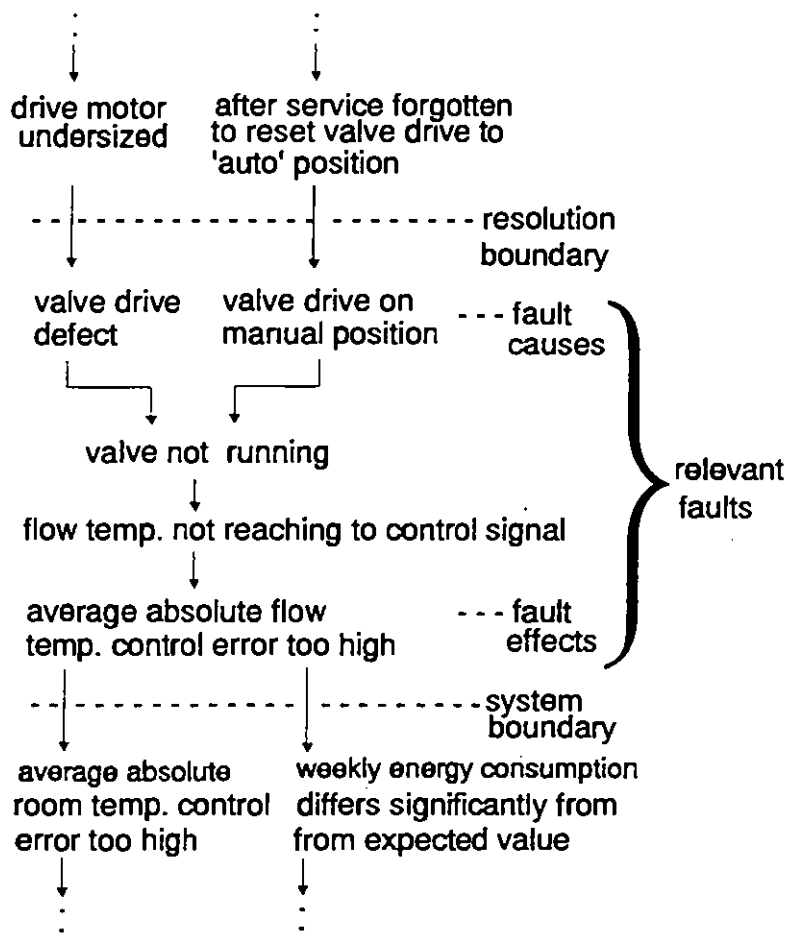 drive motor
undersized
after service forgotten
to reset valve drive to
'auto' position
resolution
boundary
valve drive
defect
valve drive on
manual position
fault
causes
valve not running
relevant
faults
flow temp. not reaching to control signal
average absolute flow
temp. control error too high
fault
effects
system
boundary
average absolute
room temp. control
error too high
weekly energy consumption
differs significantly from
from expected value